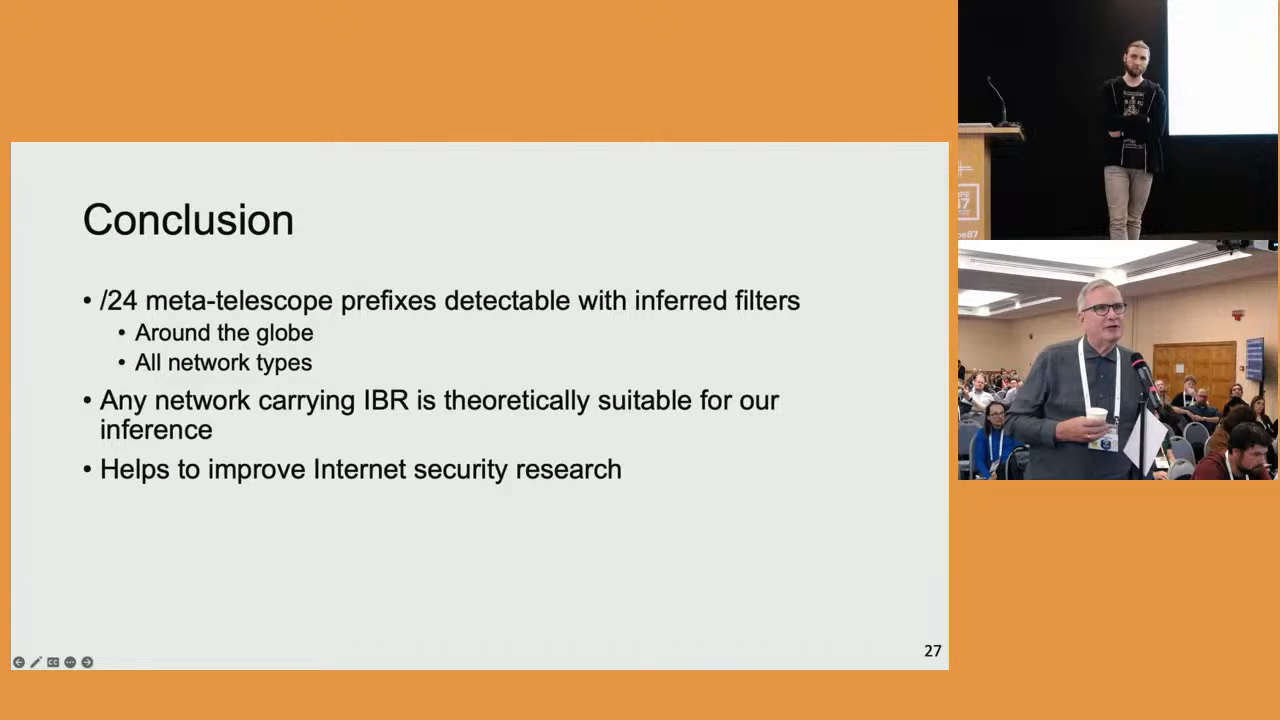 Conclusion
• /24 meta-telescope prefixes detectable with inferred filters
• Around the globe
• All network types
• Any network carrying IBR is theoretically suitable for our
inference
• Helps to improve Internet security research
27